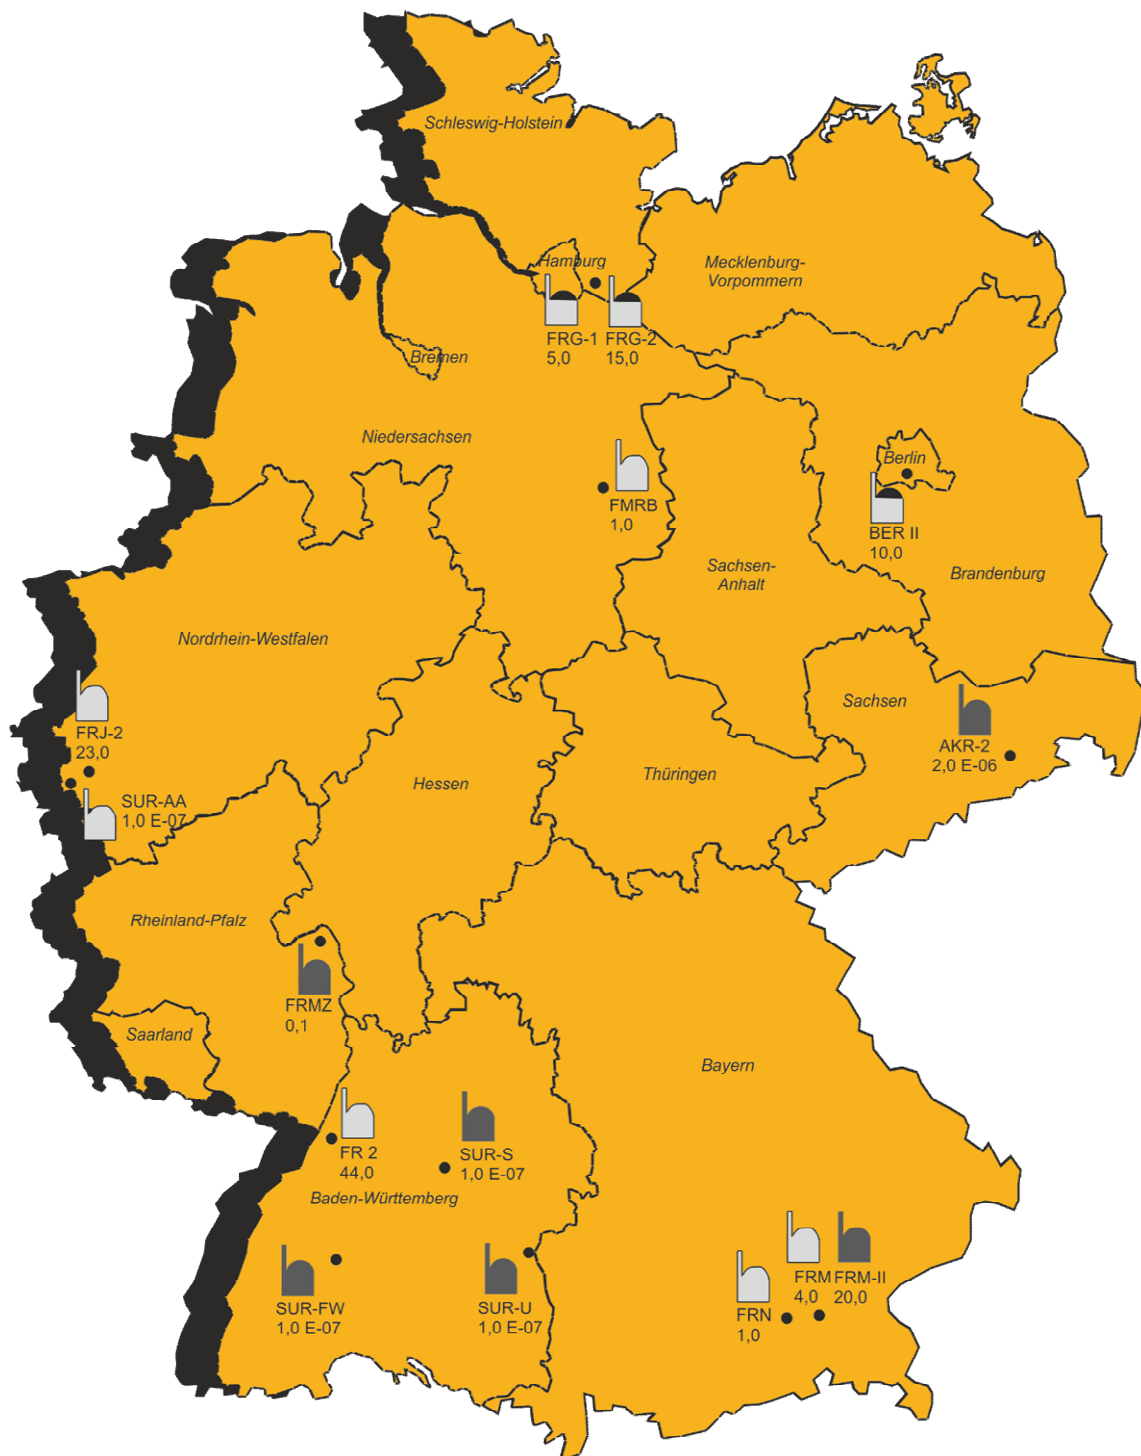 Schleswig-Holstein
Hamburg
Mecklenburg-
Vorpommern
FRG-1
5,0
FRG-2
15,0
Bremen
Niedersachsen
FMRB
1,0
Berlin
BER II
10,0
Sachsen-
Anhalt
Brandenburg
Nordrhein-Westfalen
Sachsen
FRJ-2
23,0
AKR-2
2,0 E-06
Thüringen
Hessen
SUR-AA
1,0 E-07
Rheinland-Pfalz
FRMZ
0,1
Saarland
Bayern
FR 2
44,0
SUR-S
1,0 E-07
Baden-Württemberg
SUR-FW
1,0 E-07
SUR-U
1,0 E-07
FRM
4,0
FRM-II
20,0
FRN
1,0